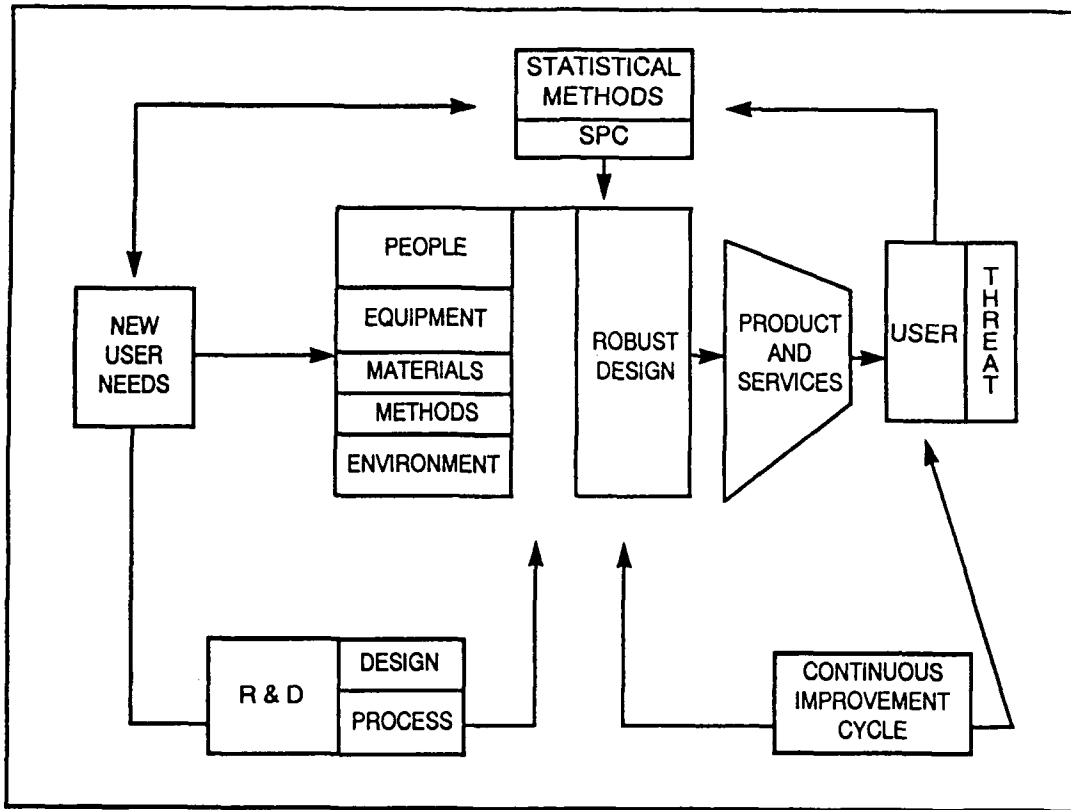 STATISTICAL
METHODS
SPC
PEOPLE
EQUIPMENT
MATERIALS
METHODS
ENVIRONMENT
NEW
USER
NEEDS
ROBUST
DESIGN
PRODUCT
AND
SERVICES
USER
THREAT
R & D
DESIGN
PROCESS
CONTINUOUS
IMPROVEMENT
CYCLE